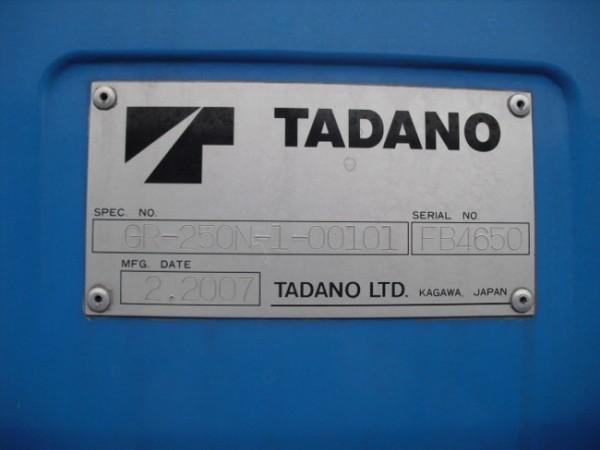 TADANO
SPEC. NO. SERIAL NO.
GR-250N-1-00101 FB4650
MFG. DATE
2.2007 TADANO LTD. KAGAWA, JAPAN